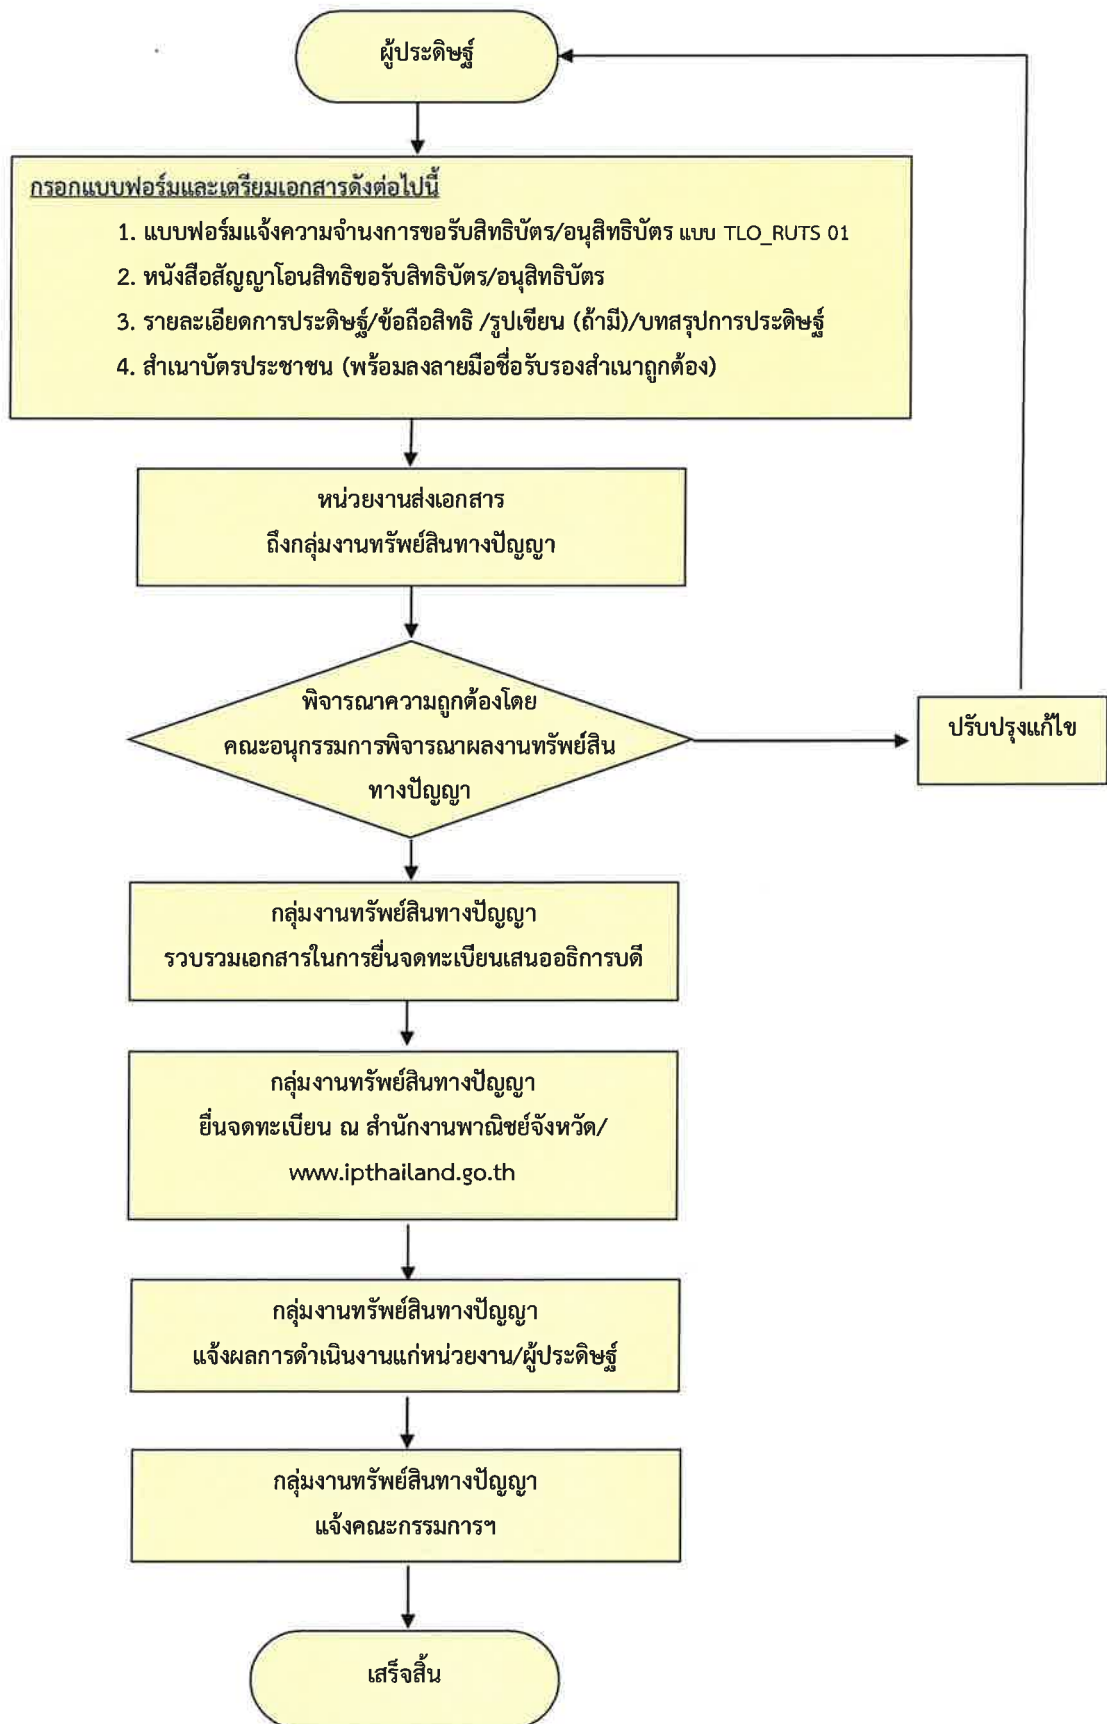 ผู้ประดิษฐ์
กรอกแบบฟอร์มและเตรียมเอกสารดังต่อไปนี้
1. แบบฟอร์มแจ้งความจำนงการขอรับสิทธิบัตร/อนุสิทธิบัตร แบบ TLO_RUTS 01
2. หนังสือสัญญาโอนสิทธิขอรับสิทธิบัตร/อนุสิทธิบัตร
3. รายละเอียดการประดิษฐ์/ข้อถือสิทธิ /รูปเขียน (ถ้ามี)/บทสรุปการประดิษฐ์
4. สำเนาบัตรประชาชน (พร้อมลงลายมือชื่อรับรองสำเนาถูกต้อง)
หน่วยงานส่งเอกสาร
ถึงกลุ่มงานทรัพย์สินทางปัญญา
พิจารณาความถูกต้องโดย
คณะอนุกรรมการพิจารณาผลงานทรัพย์สิน
ทางปัญญา
ปรับปรุงแก้ไข
กลุ่มงานทรัพย์สินทางปัญญา
รวบรวมเอกสารในการยื่นจดทะเบียนเสนออธิการบดี
กลุ่มงานทรัพย์สินทางปัญญา
ยื่นจดทะเบียน ณ สำนักงานพาณิชย์จังหวัด/
www.ipthailand.go.th
กลุ่มงานทรัพย์สินทางปัญญา
แจ้งผลการดำเนินงานแก่หน่วยงาน/ผู้ประดิษฐ์
กลุ่มงานทรัพย์สินทางปัญญา
แจ้งคณะกรรมการฯ
เสร็จสิ้น